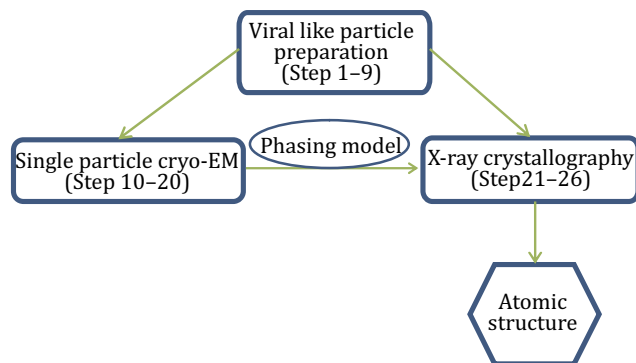 Viral like particle
preparation
(Step 1–9)
Single particle cryo-EM
(Step 10–20)
Phasing model
X-ray crystallography
(Step21–26)
Atomic
structure